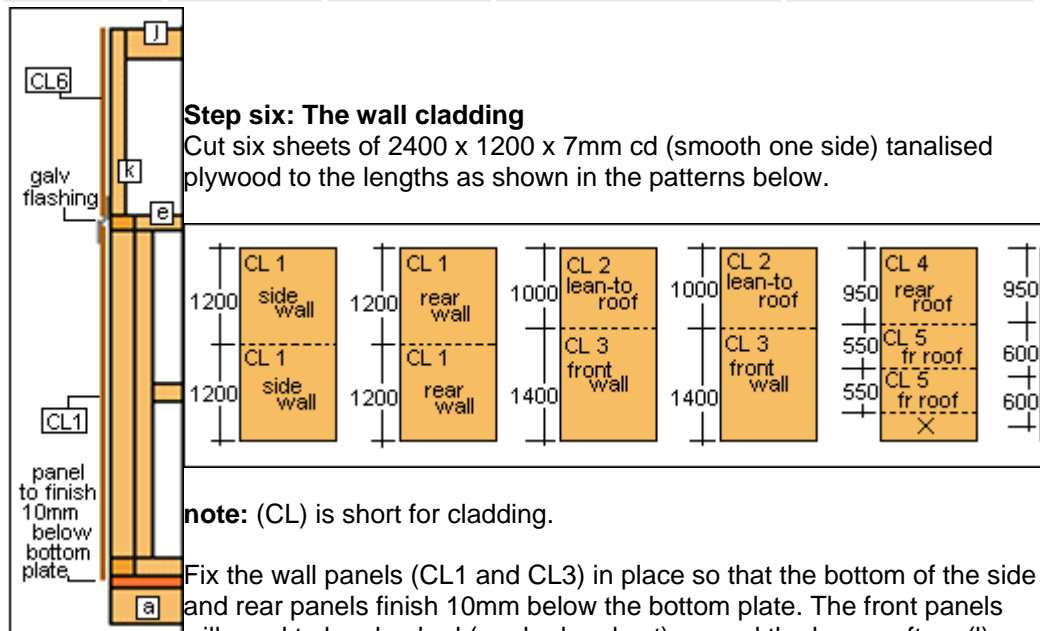 J
CL6
k
galv
flashing
e
CL1
panel
to finish
10mm
below
bottom
plate
a
Step six: The wall cladding
Cut six sheets of 2400 x 1200 x 7mm cd (smooth one side) tanalised
plywood to the lengths as shown in the patterns below.
1200
CL 1
side
wall
1200
CL 1
side
wall
1200
CL 1
rear
wall
1200
CL 1
rear
wall
1000
CL 2
lean-to
roof
1400
CL 3
front
wall
1000
CL 2
lean-to
roof
1400
CL 3
front
wall
950
CL 4
rear
roof
550
CL 5
fr roof
550
CL 5
fr roof
X
950
600
600
note: (CL) is short for cladding.
Fix the wall panels (CL1 and CL3) in place so that the bottom of the side
and rear panels finish 10mm below the bottom plate. The front panels